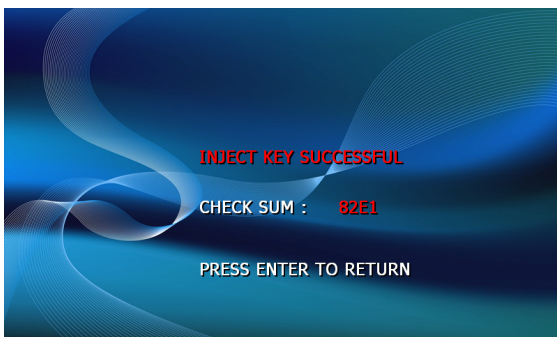 INJECT KEY SUCCESSFUL
CHECK SUM : 82E1
PRESS ENTER TO RETURN